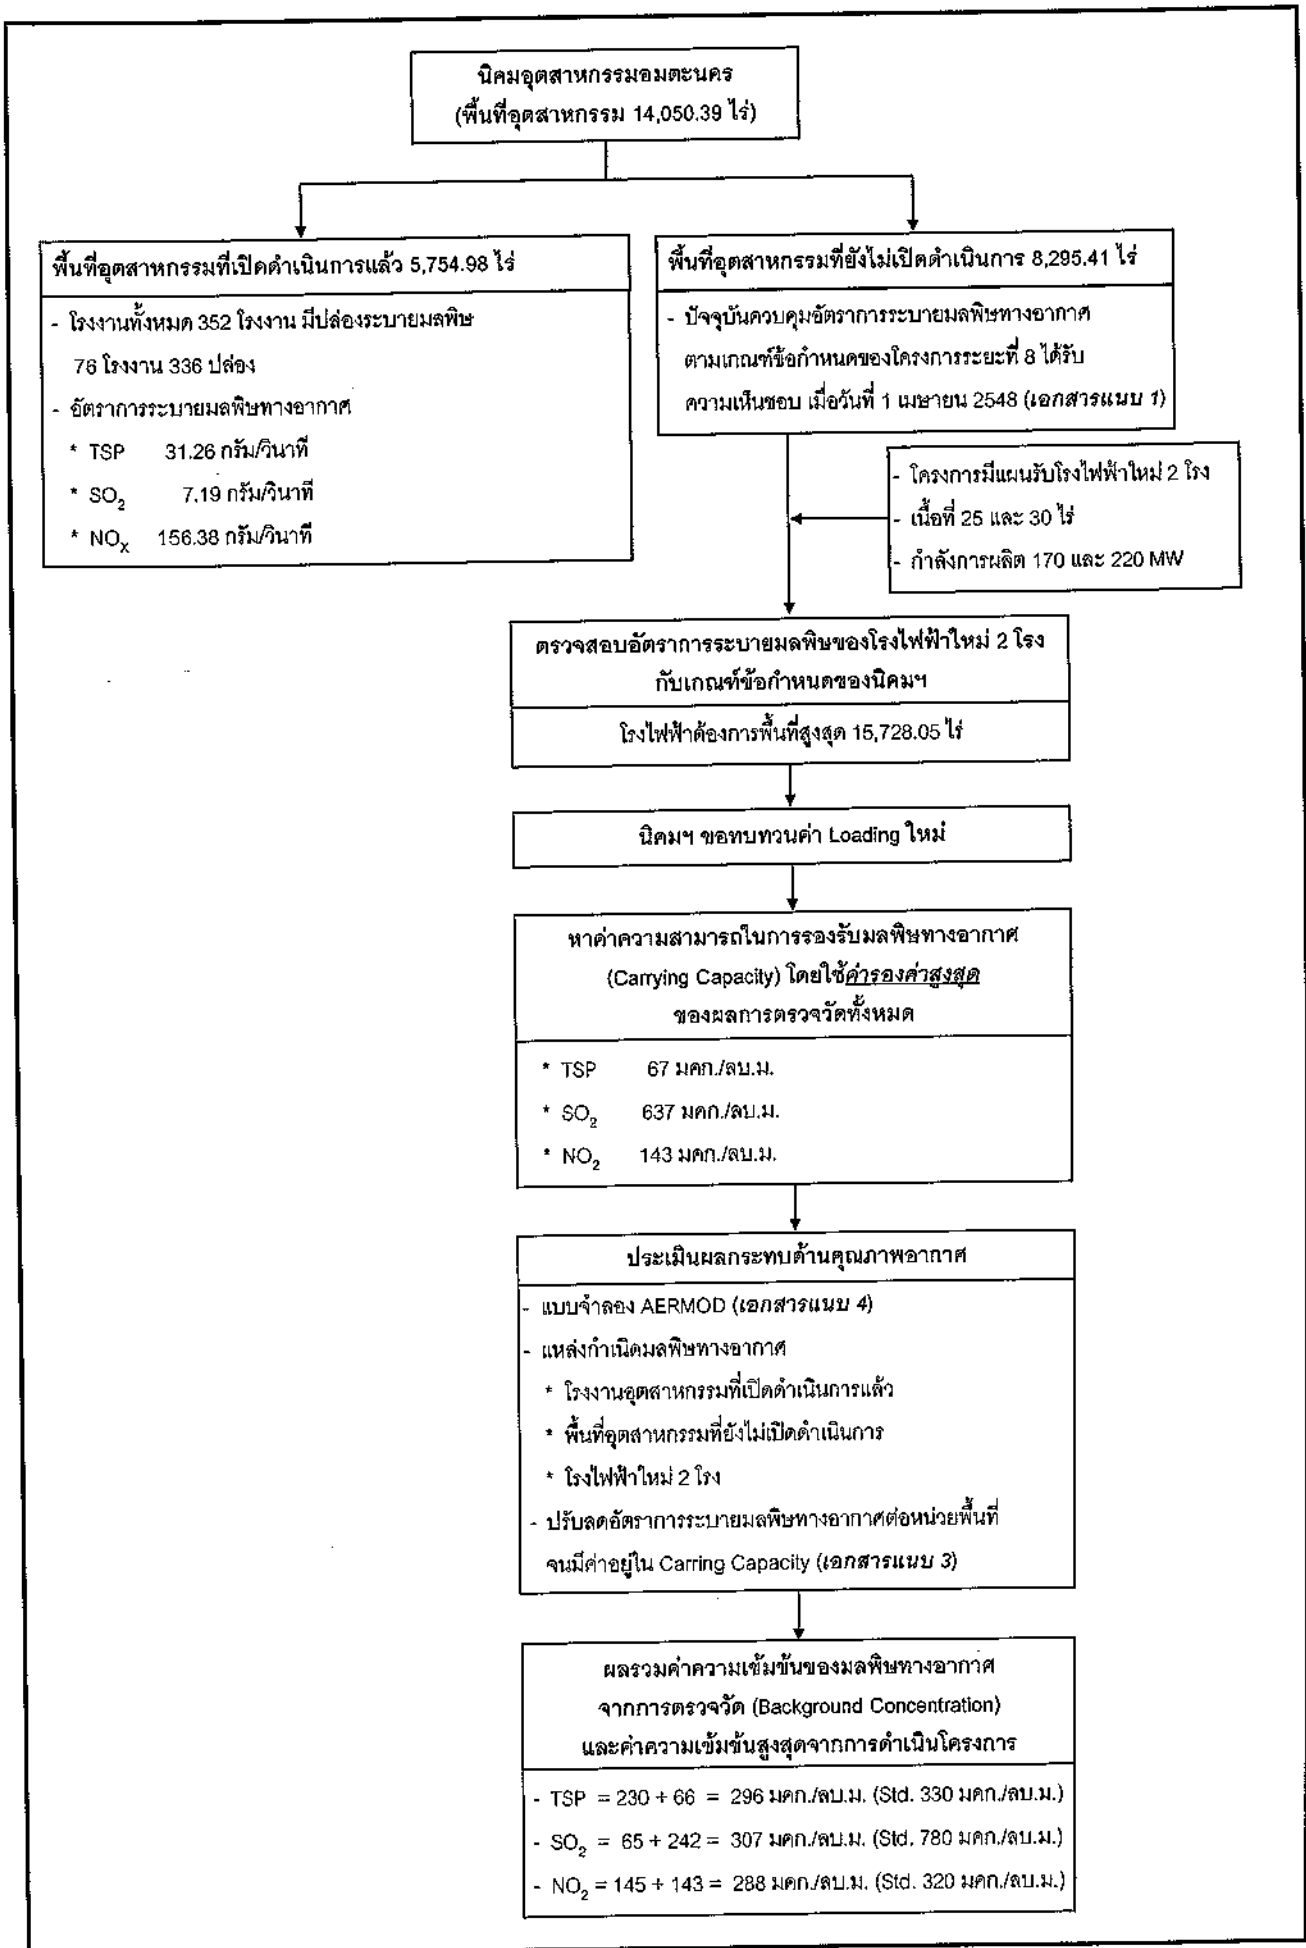 นิคมอุตสาหกรรมอมตะนคร
(พื้นที่อุตสาหกรรม 14,050.39 ไร่)
พื้นที่อุตสาหกรรมที่เปิดดำเนินการแล้ว 5,754.98 ไร่
- โรงงานทั้งหมด 352 โรงงาน มีปล่องระบายมลพิษ
76 โรงงาน 336 ปล่อง
- อัตราการระบายมลพิษทางอากาศ
* TSP 31.26 กรัม/วินาที
* SO₂ 7.19 กรัม/วินาที
* NOₓ 156.38 กรัม/วินาที
พื้นที่อุตสาหกรรมที่ยังไม่เปิดดำเนินการ 8,295.41 ไร่
- ปัจจุบันควบคุมอัตราการระบายมลพิษทางอากาศ
ตามเกณฑ์ข้อกำหนดของโครงการระยะที่ 8 ได้รับ
ความเห็นชอบ เมื่อวันที่ 1 เมษายน 2548 (เอกสารแนบ 1)
- โครงการมีแผนรับโรงไฟฟ้าใหม่ 2 โรง
- เนื้อที่ 25 และ 30 ไร่
- กำลังการผลิต 170 และ 220 MW
ตรวจสอบอัตราการระบายมลพิษของโรงไฟฟ้าใหม่ 2 โรง
กับเกณฑ์ข้อกำหนดของนิคมฯ
โรงไฟฟ้าต้องการพื้นที่สูงสุด 15,728.05 ไร่
นิคมฯ ขอทบทวนค่า Loading ใหม่
หาค่าความสามารถในการรองรับมลพิษทางอากาศ
(Carrying Capacity) โดยใช้ค่ารองค่าสูงสุด
ของผลการตรวจวัดทั้งหมด
* TSP 67 มคก./ลบ.ม.
* SO₂ 637 มคก./ลบ.ม.
* NO₂ 143 มคก./ลบ.ม.
ประเมินผลกระทบด้านคุณภาพอากาศ
- แบบจำลอง AERMOD (เอกสารแนบ 4)
- แหล่งกำเนิดมลพิษทางอากาศ
* โรงงานอุตสาหกรรมที่เปิดดำเนินการแล้ว
* พื้นที่อุตสาหกรรมที่ยังไม่เปิดดำเนินการ
* โรงไฟฟ้าใหม่ 2 โรง
- ปรับลดอัตราการระบายมลพิษทางอากาศต่อหน่วยพื้นที่
จนมีค่าอยู่ใน Carring Capacity (เอกสารแนบ 3)
ผลรวมค่าความเข้มข้นของมลพิษทางอากาศ
จากการตรวจวัด (Background Concentration)
และค่าความเข้มข้นสูงสุดจากการดำเนินโครงการ
- TSP = 230 + 66 = 296 มคก./ลบ.ม. (Std. 330 มคก./ลบ.ม.)
- SO₂ = 65 + 242 = 307 มคก./ลบ.ม. (Std. 780 มคก./ลบ.ม.)
- NO₂ = 145 + 143 = 288 มคก./ลบ.ม. (Std. 320 มคก./ลบ.ม.)